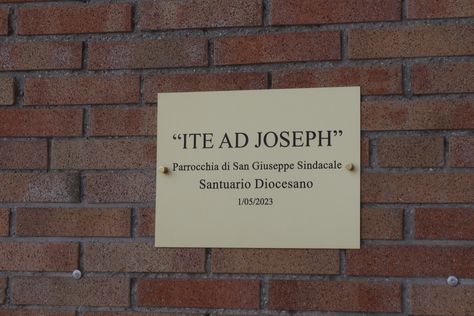 “ITE AD JOSEPH”
Parrocchia di San Giuseppe Sindacale
Santuario Diocesano
1/05/2023